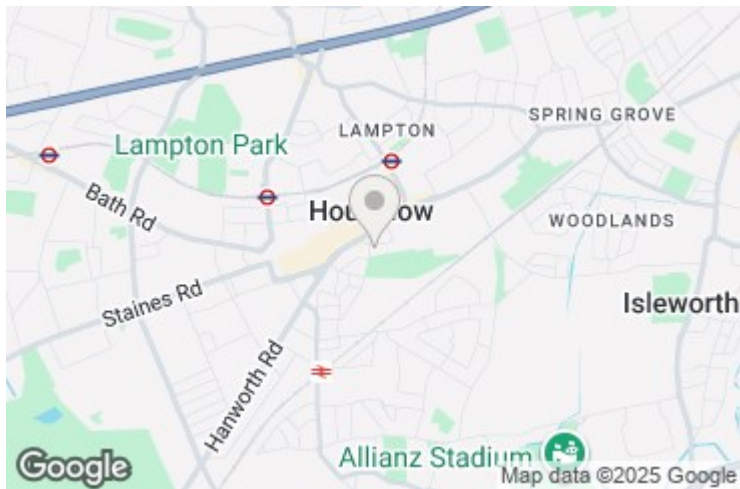 SPRING GROVE
LAMPTON
Lampton Park
Bath Rd
Hounslow
WOODLANDS
Staines Rd
Isleworth
Hanworth Rd
Allianz Stadium
Google
Map data ©2025 Google